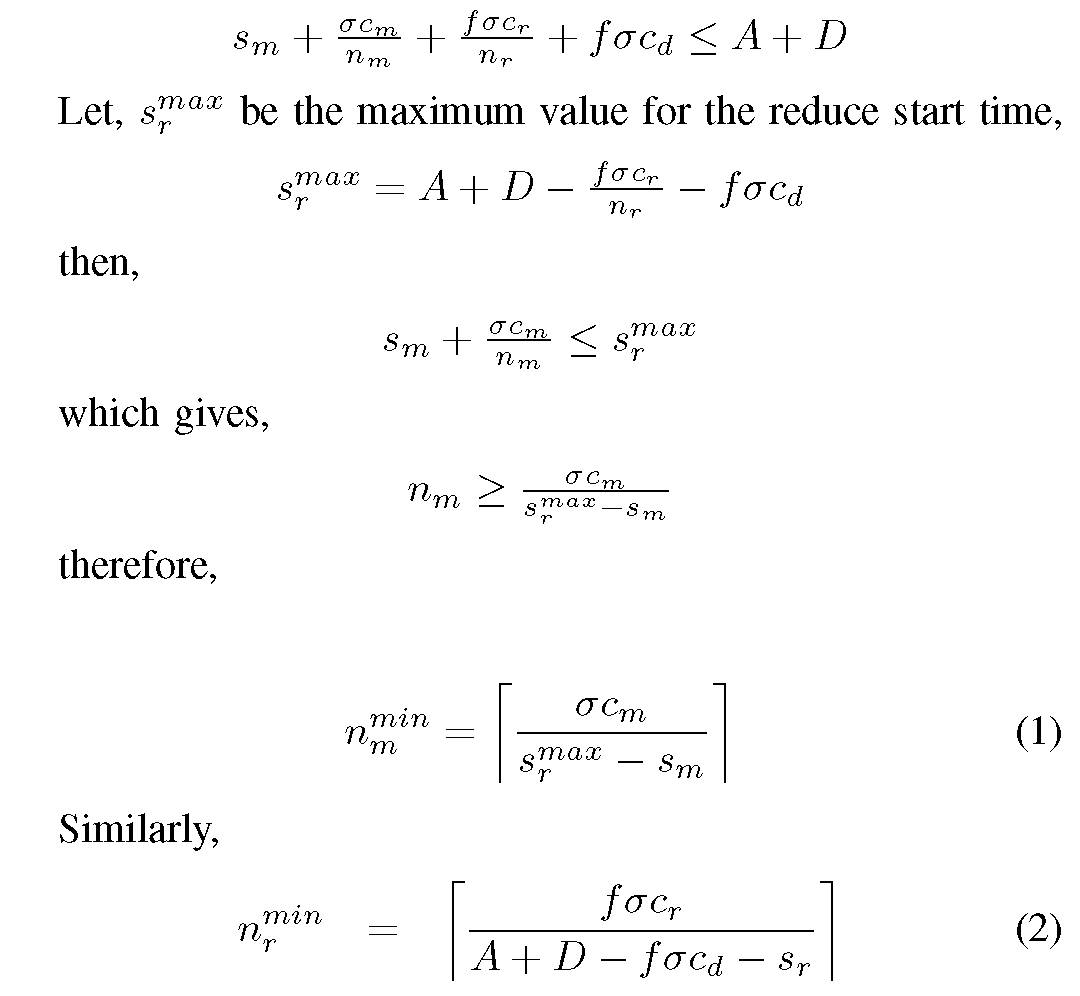 $s_m + \frac{\sigma c_m}{n_m} + \frac{f \sigma c_r}{n_r} + f \sigma c_d \leq A + D$
Let, $s_r^{max}$ be the maximum value for the reduce start time,
$s_r^{max} = A + D - \frac{f \sigma c_r}{n_r} - f \sigma c_d$
then,
$s_m + \frac{\sigma c_m}{n_m} \leq s_r^{max}$
which gives,
$n_m \geq \frac{\sigma c_m}{s_r^{max} - s_m}$
therefore,
$n_m^{min} = \left\lceil \frac{\sigma c_m}{s_r^{max} - s_m} \right\rceil$ (1)
Similarly,
$n_r^{min} = \left\lceil \frac{f \sigma c_r}{A + D - f \sigma c_d - s_r} \right\rceil$ (2)